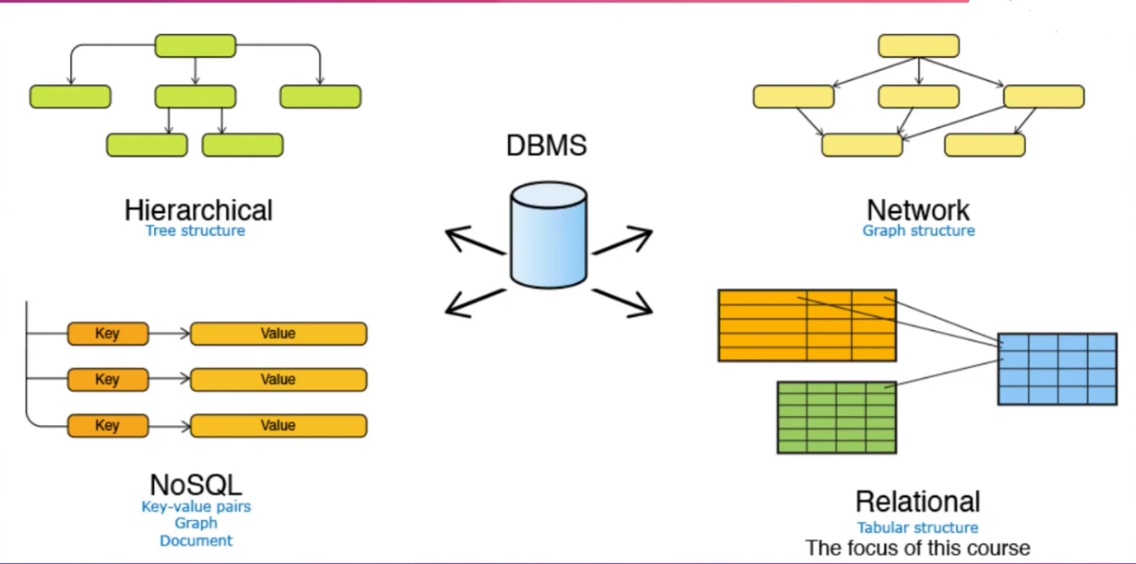 DBMS
Hierarchical
Tree structure
Network
Graph structure
Key Value
Key Value
Key Value
NoSQL
Key-value pairs
Graph
Document
Relational
Tabular structure
The focus of this course